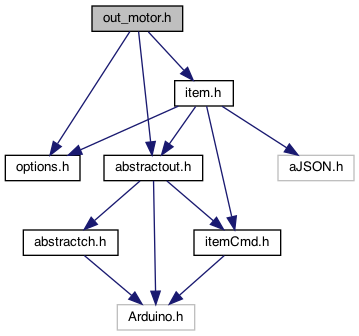 out_motor.h
item.h
options.h
abstractout.h
aJSON.h
abstractch.h
itemCmd.h
Arduino.h